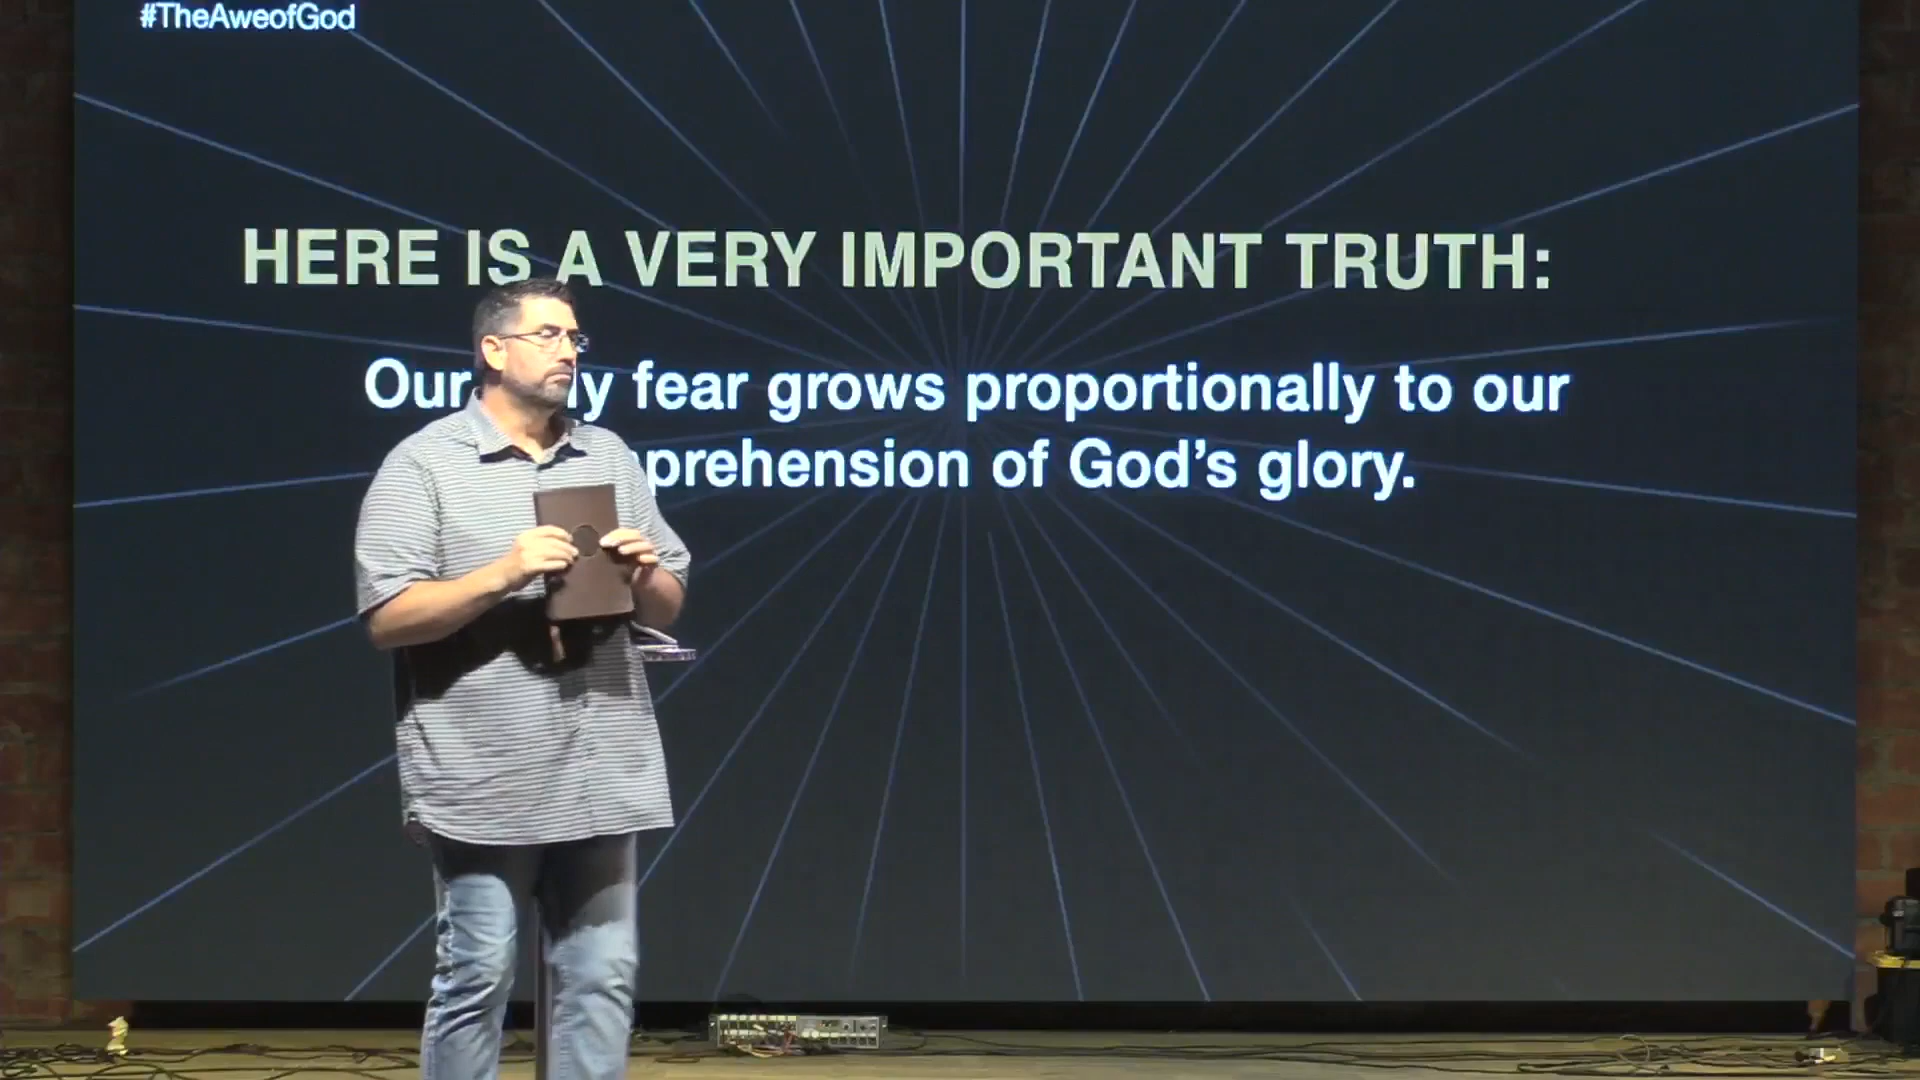 #TheAweofGod
HERE IS A VERY IMPORTANT TRUTH:
Our fear grows proportionally to our
of God's glory.